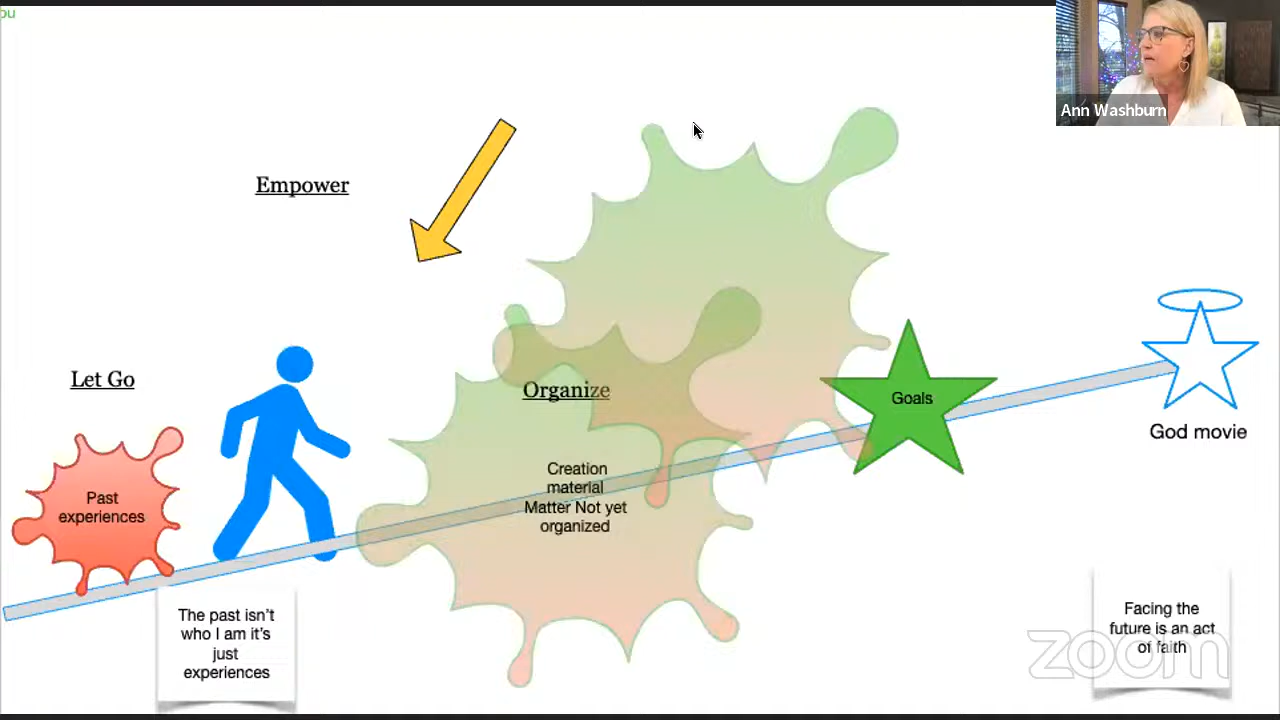 ou
Ann Washburn
Empower
Let Go
Organize
Goals
God movie
Past
experiences
Creation
material
Matter Not yet
organized
The past isn't
who I am it's
just
experiences
Facing the
future is an act
of faith
zoom